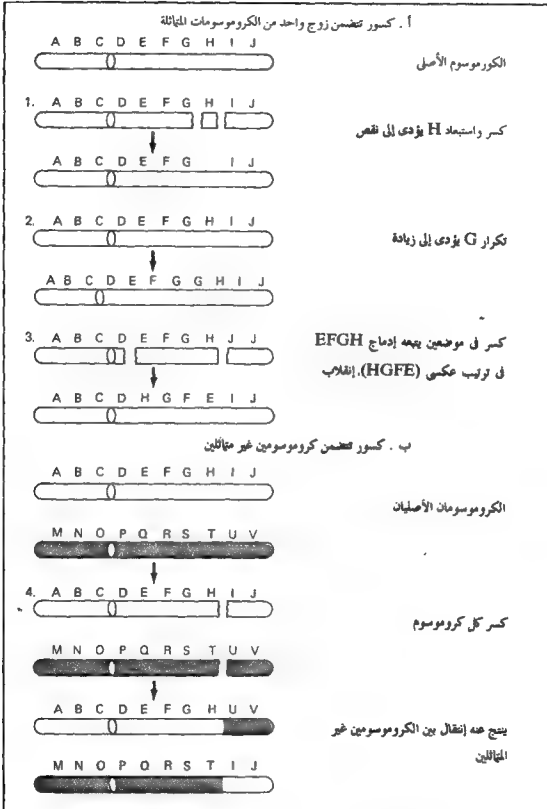 أ . كسور تتضمن زوج واحد من الكروموسومات المتماثلة
A B C D E F G H I J
الكورموسوم الأصلى
1. A B C D E F G H I J
كسر واستبعاد H يؤدى إلى نقص
A B C D E F G I J
2. A B C D E F G H I J
تكرار G يؤدى إلى زيادة
A B C D E F G G H I J
3. A B C D E F G H J J
كسر فى موضعين يتبعه إدماج EFGH
فى ترتيب عكسى (HGFE). إنقلاب
A B C D H G F E I J
ب . كسور تتضمن كروموسومين غير متماثلين
A B C D E F G H I J
الكروموسومان الأصليان
M N O P Q R S T U V
4. A B C D E F G H I J
كسر كل كروموسوم
M N O P Q R S T U V
A B C D E F G H U V
ينتج عنه إنتقال بين الكروموسومين غير
المتماثلين
M N O P Q R S T I J